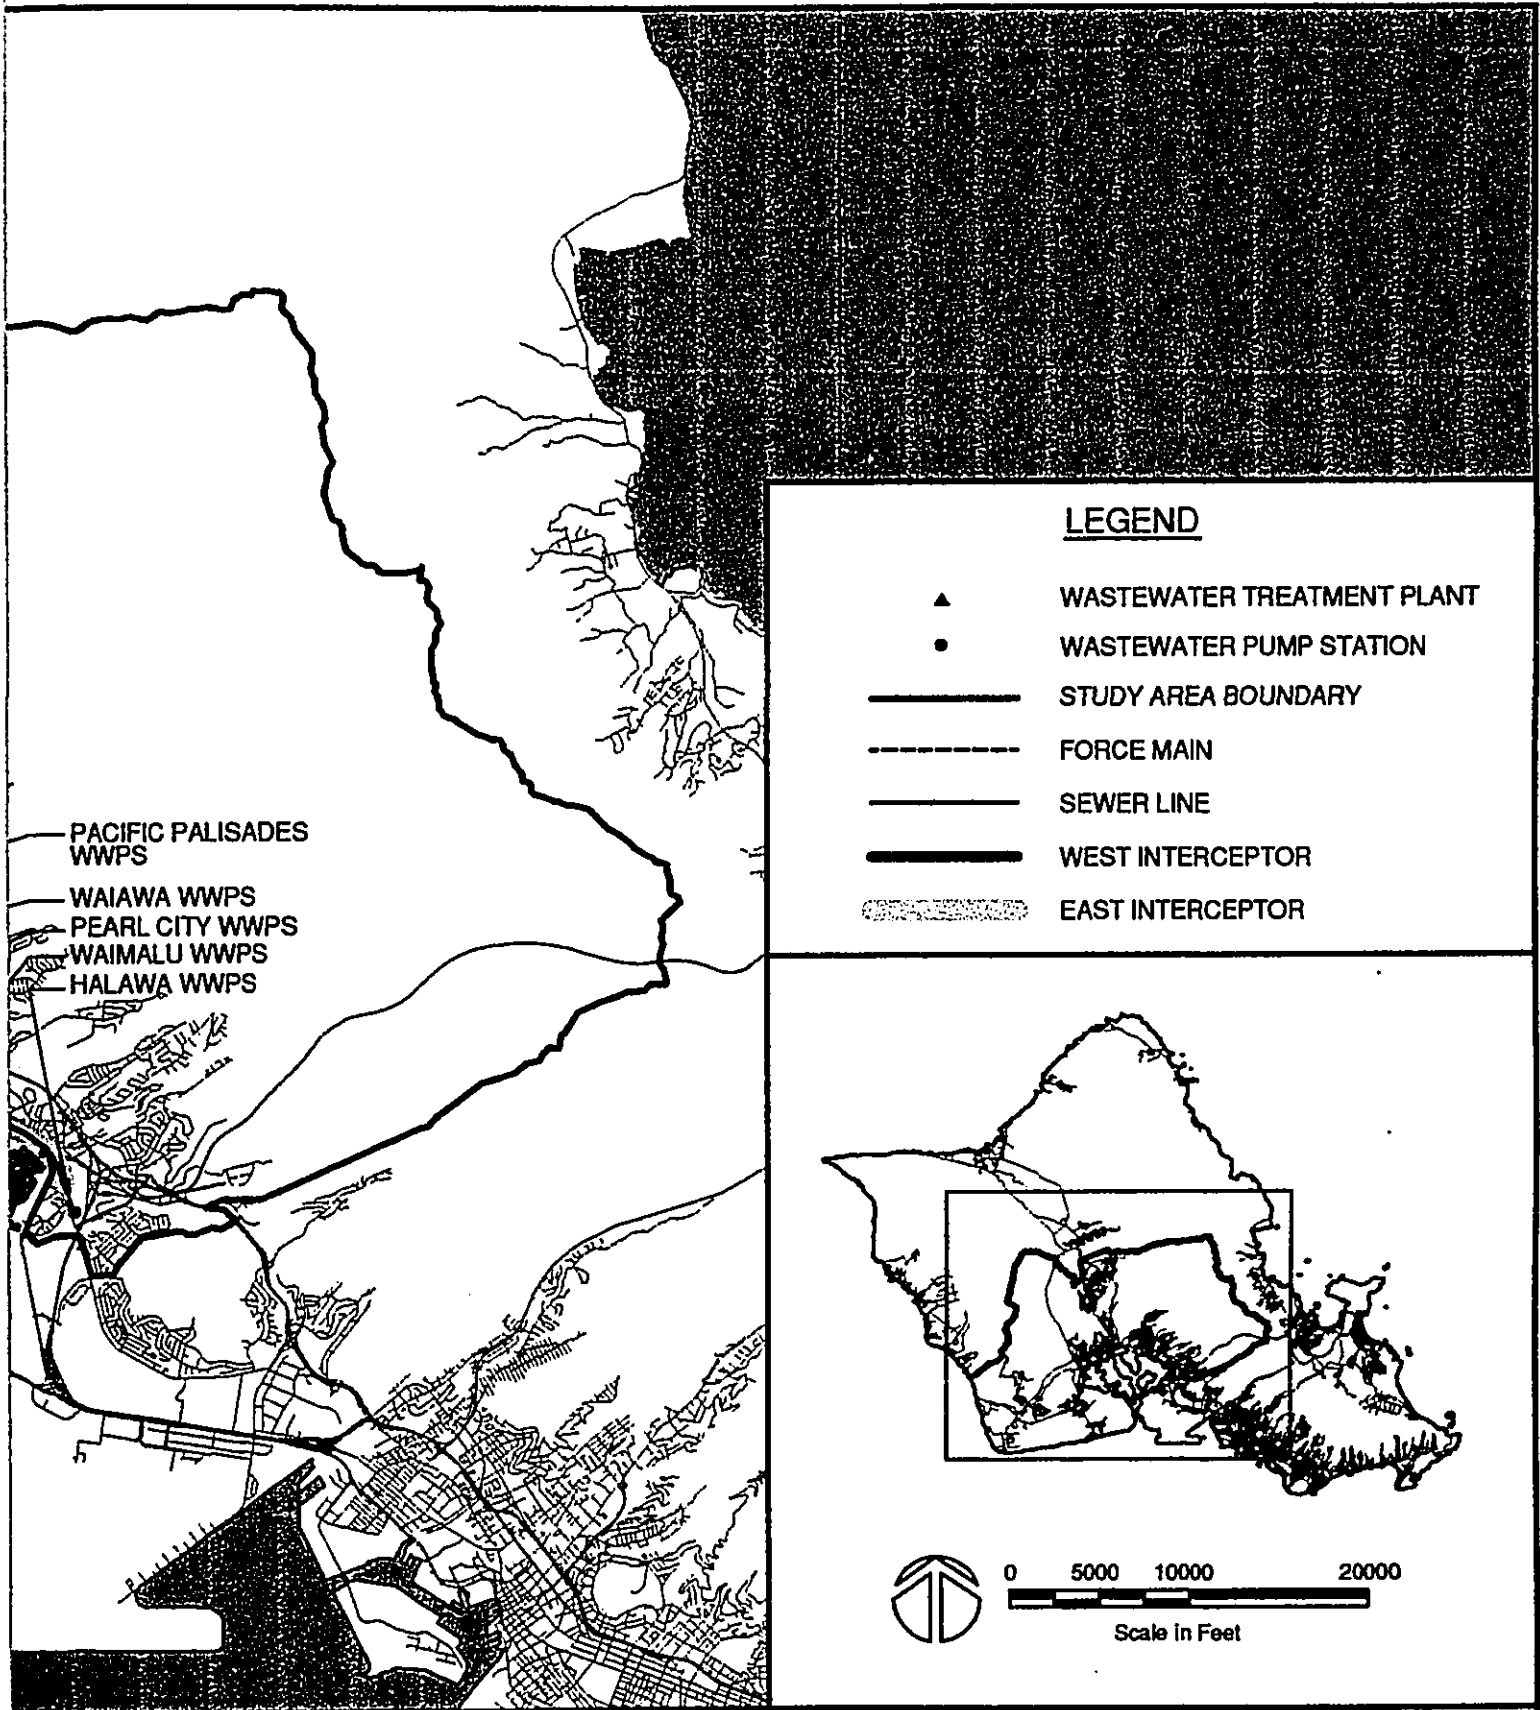 LEGEND
WASTEWATER TREATMENT PLANT
WASTEWATER PUMP STATION
STUDY AREA BOUNDARY
FORCE MAIN
SEWER LINE
WEST INTERCEPTOR
EAST INTERCEPTOR
PACIFIC PALISADES
WWPS
WAIAWA WWPS
PEARL CITY WWPS
WAIMALU WWPS
HALAWA WWPS
0 5000 10000 20000
Scale in Feet